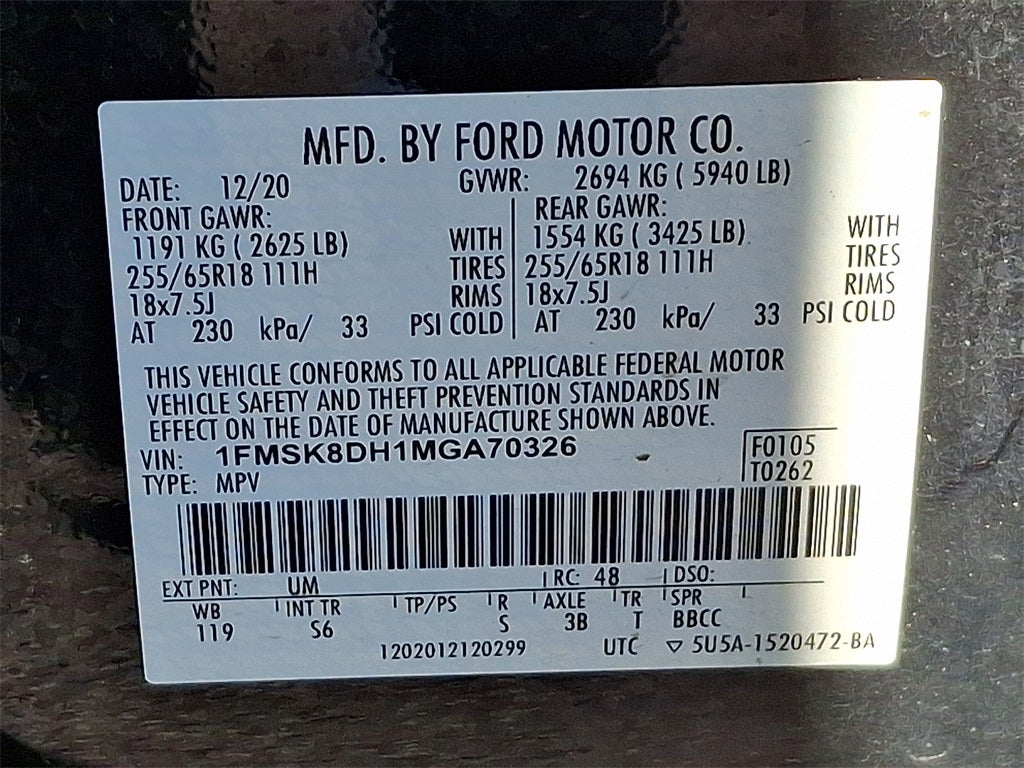 MFD. BY FORD MOTOR CO.
DATE: 12/20 GVWR: 2694 KG ( 5940 LB)
FRONT GAWR: REAR GAWR:
1191 KG ( 2625 LB) WITH 1554 KG ( 3425 LB) WITH
255/65R18 111H TIRES 255/65R18 111H TIRES
18x7.5J RIMS 18x7.5J RIMS
AT 230 kPa/ 33 PSI COLD AT 230 kPa/ 33 PSI COLD
THIS VEHICLE CONFORMS TO ALL APPLICABLE FEDERAL MOTOR
VEHICLE SAFETY AND THEFT PREVENTION STANDARDS IN
EFFECT ON THE DATE OF MANUFACTURE SHOWN ABOVE.
VIN: 1FMSK8DH1MGA70326 F0105
TYPE: MPV T0262
EXT PNT: UM RC: 48 DSO:
WB INT TR TP/PS R AXLE TR SPR
119 S6 S 3B T BBCC
1202012120299 UTC ▽ 5U5A-1520472-BA